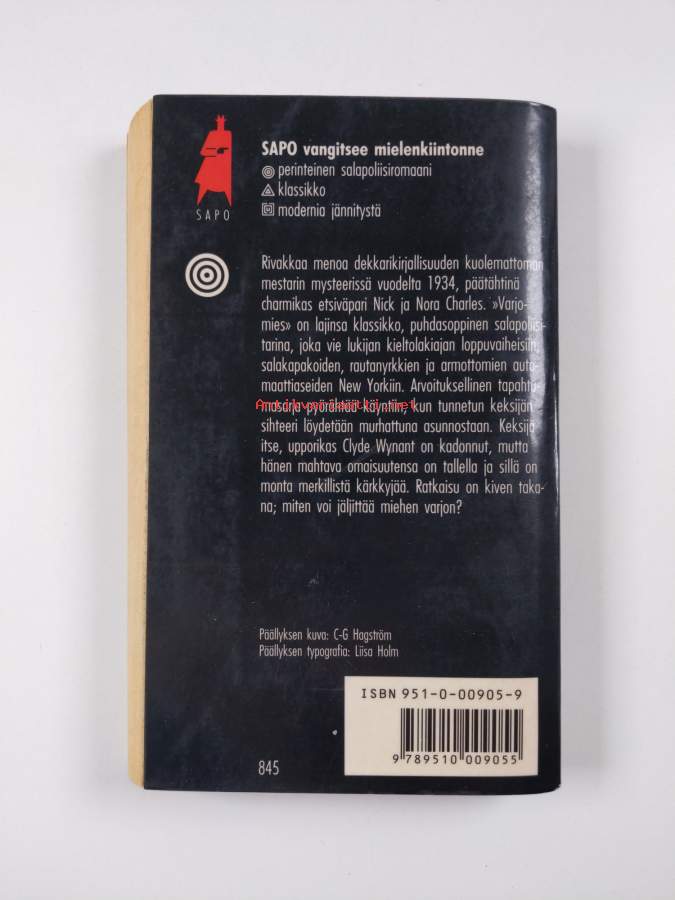 SAPO vangitsee mielenkiintonne
perinteinen salapoliisiromaani
klassikko
modernia jännitystä
SAPO
Rivakkaa menoa dekkarikirjallisuuden kuolemattoman
mestarin mysteerissä vuodelta 1934, päätähtinä
charmikas etsiväpari Nick ja Nora Charles. »Varjo-
mies» on lajinsa klassikko, puhdasoppinen salapoliisi-
tarina, joka vie lukijan kieltolakiajan loppuvaiheisiin,
salakapakoiden, rautanyrkkien ja armottomien auto-
maattiaseiden New Yorkiin. Arvoituksellinen tapahtu-
masarja pyörähtää käyntiin, kun tunnetun keksijän
sihteeri löydetään murhattuna asunnostaan. Keksijä
itse, upporikas Clyde Wynant on kadonnut, mutta
hänen mahtava omaisuutensa on tallella ja sillä on
monta merkillistä kärkkyjää. Ratkaisu on kiven taka-
na; miten voi jäljittää miehen varjon?
Päällyksen kuva: C-G Hagström
Päällyksen typografia: Liisa Holm
ISBN 951-0-00905-9
9 789510 009055
845